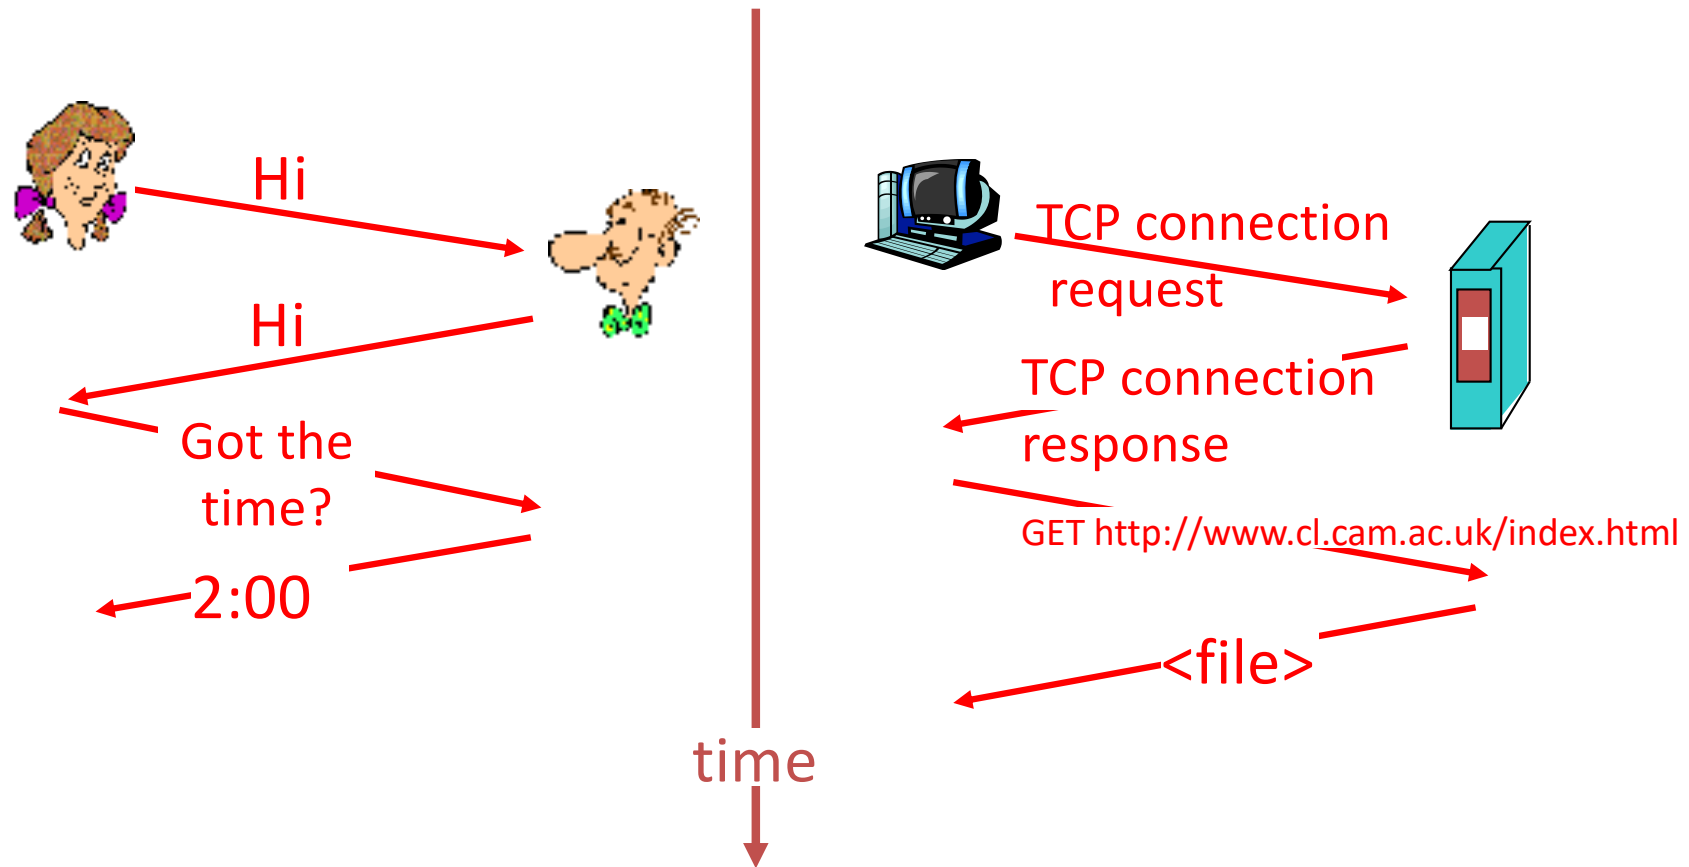 Hi
Hi
Got the
time?
2:00
time
TCP connection
request
TCP connection
response
GET http://www.cl.cam.ac.uk/index.html
<file>